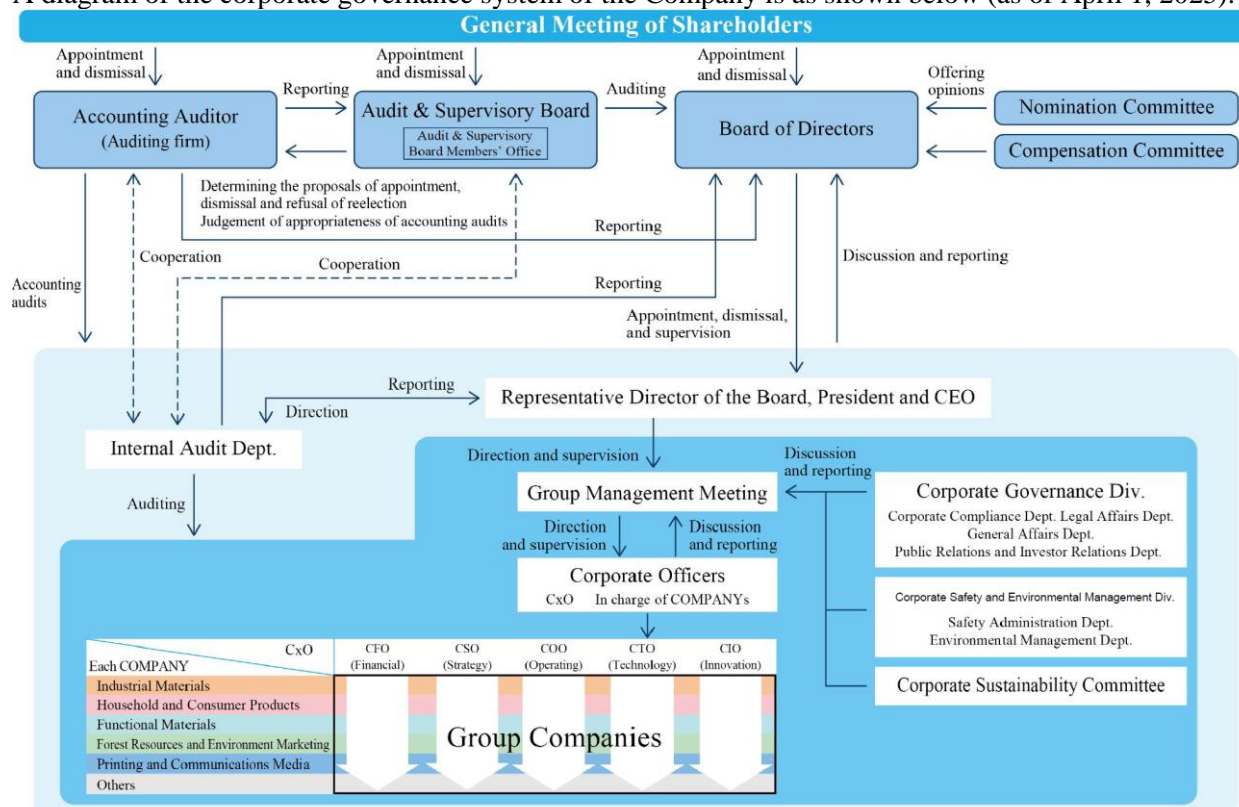 A diagram of the corporate governance system of the Company is as shown below (as of April 1, 2025).
General Meeting of Shareholders
Appointment
and dismissal
Appointment
and dismissal
Appointment
and dismissal
Reporting
Auditing
Offering
opinions
Accounting Auditor
(Auditing firm)
Audit & Supervisory Board
Audit & Supervisory
Board Members' Office
Board of Directors
Nomination Committee
Compensation Committee
Determining the proposals of appointment,
dismissal and refusal of reelection
Judgement of appropriateness of accounting audits
Reporting
Cooperation
Cooperation
Discussion and reporting
Accounting
audits
Reporting
Appointment, dismissal,
and supervision
Reporting
Direction
Representative Director of the Board, President and CEO
Internal Audit Dept.
Direction and supervision
Discussion
and reporting
Auditing
Group Management Meeting
Corporate Governance Div.
Corporate Compliance Dept. Legal Affairs Dept.
General Affairs Dept.
Public Relations and Investor Relations Dept.
Direction
and supervision
Discussion
and reporting
Corporate Officers
CxO In charge of COMPANYs
Corporate Safety and Environmental Management Div.
Safety Administration Dept.
Environmental Management Dept.
Corporate Sustainability Committee
CxO
Each COMPANY
CFO
(Financial)
CSO
(Strategy)
COO
(Operating)
CTO
(Technology)
CIO
(Innovation)
Industrial Materials
Household and Consumer Products
Functional Materials
Forest Resources and Environment Marketing
Printing and Communications Media
Others
Group Companies